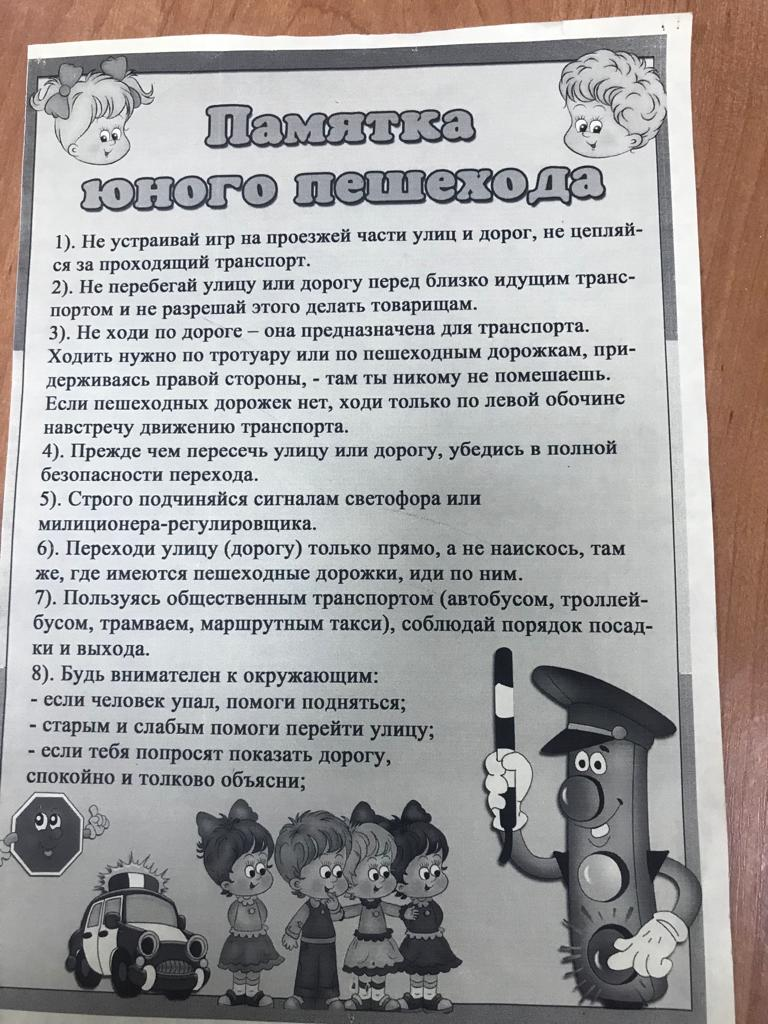 Памятка
юного пешехода
1). Не устраивай игр на проезжей части улиц и дорог, не цепляй-
ся за проходящий транспорт.
2). Не перебегай улицу или дорогу перед близко идущим транс-
портом и не разрешай этого делать товарищам.
3). Не ходи по дороге – она предназначена для транспорта.
Ходить нужно по тротуару или по пешеходным дорожкам, при-
держиваясь правой стороны, - там ты никому не помешаешь.
Если пешеходных дорожек нет, ходи только по левой обочине
навстречу движению транспорта.
4). Прежде чем пересечь улицу или дорогу, убедись в полной
безопасности перехода.
5). Строго подчиняйся сигналам светофора или
милиционера-регулировщика.
6). Переходи улицу (дорогу) только прямо, а не наискось, там
же, где имеются пешеходные дорожки, иди по ним.
7). Пользуясь общественным транспортом (автобусом, троллей-
бусом, трамваем, маршрутным такси), соблюдай порядок посад-
ки и выхода.
8). Будь внимателен к окружающим:
- если человек упал, помоги подняться;
- старым и слабым помоги перейти улицу;
- если тебя попросят показать дорогу,
спокойно и толково объясни;